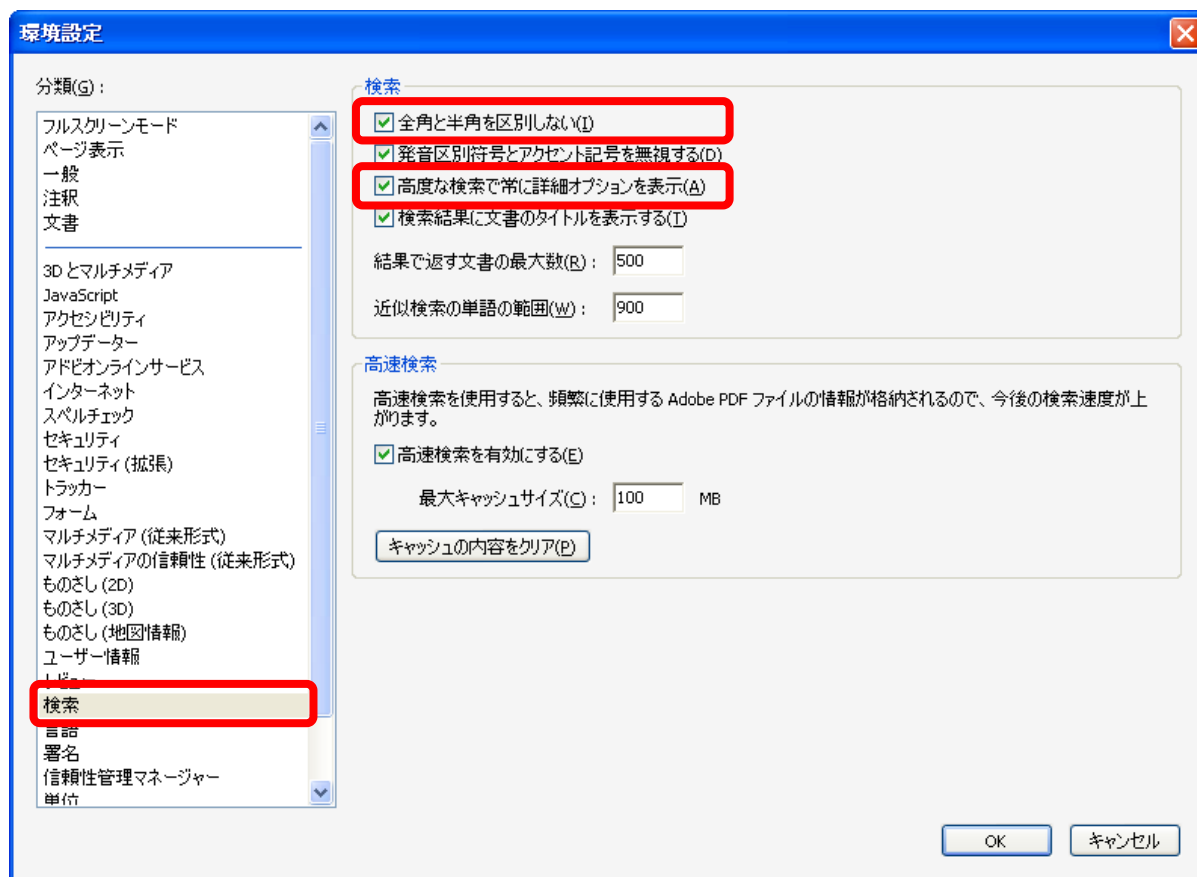 環境設定
分類(G):
フルスクリーンモード
ページ表示
一般
注釈
文書
3D とマルチメディア
JavaScript
アクセシビリティ
アップデーター
アドビオンラインサービス
インターネット
スペルチェック
セキュリティ
セキュリティ (拡張)
トラッカー
フォーム
マルチメディア (従来形式)
マルチメディアの信頼性 (従来形式)
ものさし (2D)
ものさし (3D)
ものさし (地図情報)
ユーザー情報
レビュー
検索
言語
署名
信頼性管理マネージャー
単位
検索
全角と半角を区別しない(I)
発音区別符号とアクセント記号を無視する(D)
高度な検索で常に詳細オプションを表示(A)
検索結果に文書のタイトルを表示する(T)
結果で返す文書の最大数(R): 500
近似検索の単語の範囲(W): 900
高速検索
高速検索を使用すると、頻繁に使用する Adobe PDF ファイルの情報が格納されるので、今後の検索速度が上
がります。
高速検索を有効にする(E)
最大キャッシュサイズ(C): 100 MB
キャッシュの内容をクリア(P)
OK キャンセル